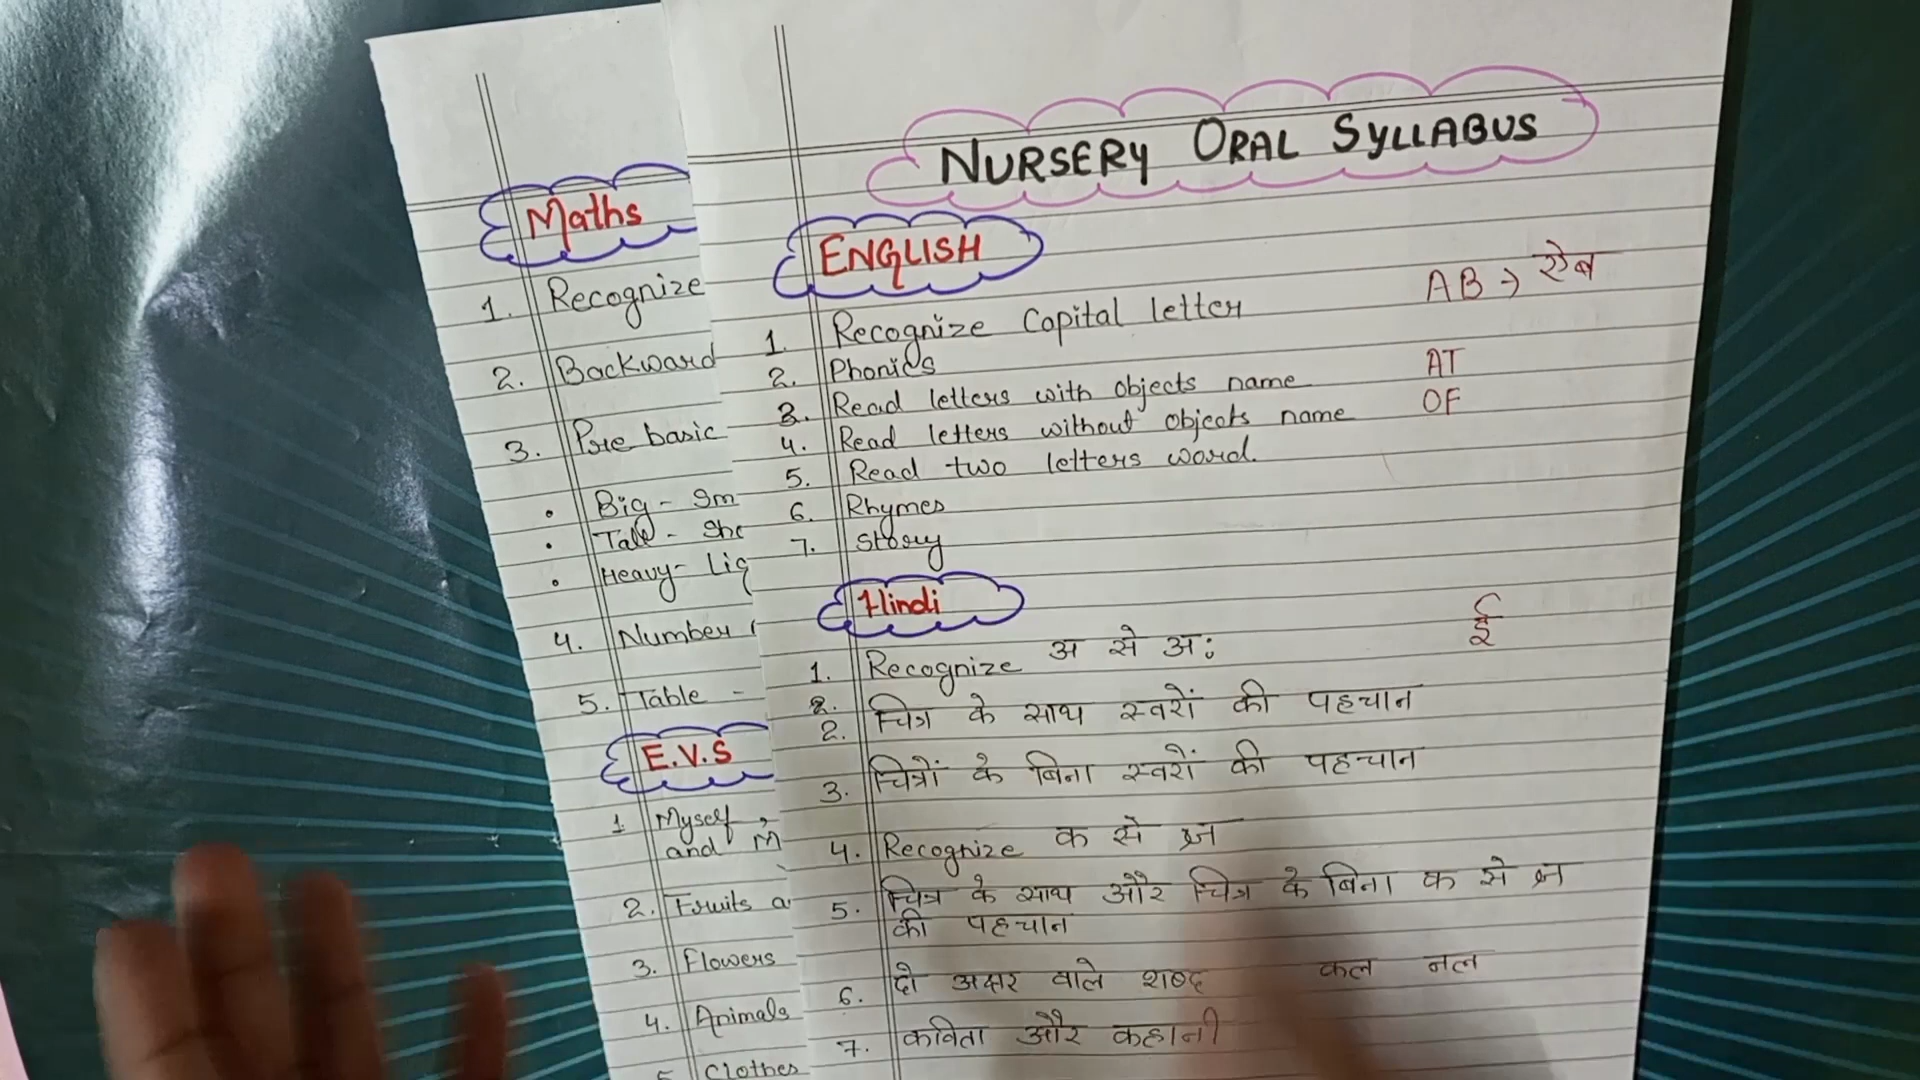 NURSERY ORAL SYLLABUS
ENGLISH
1. Recognize Capital letter
AB → ऐब
2. Phonics
3. Read letters with objects name
AT
4. Read letters without objects name
OF
5. Read two letters word.
6. Rhymes
7. Story
Hindi
ई
1. Recognize अ से अः
2.
2. चित्र के साथ स्वरों की पहचान
3. चित्रों के बिना स्वरों की पहचान
4. Recognize क से ज्ञ
5. चित्र के साथ और चित्र के बिना क से ज्ञ
की पहचान
6. दो अक्षर वाले शब्द कल नल
7. कविता और कहानी
Maths
1. Recognize
2. Backward
3. Pre basic
• Big - Sm
• Tall - Sho
• Heavy - Lig
4. Number
5. Table -
E.V.S
1 Myself,
and M
2. Fruits a
3. Flowers
4. Animals
5 Clothes